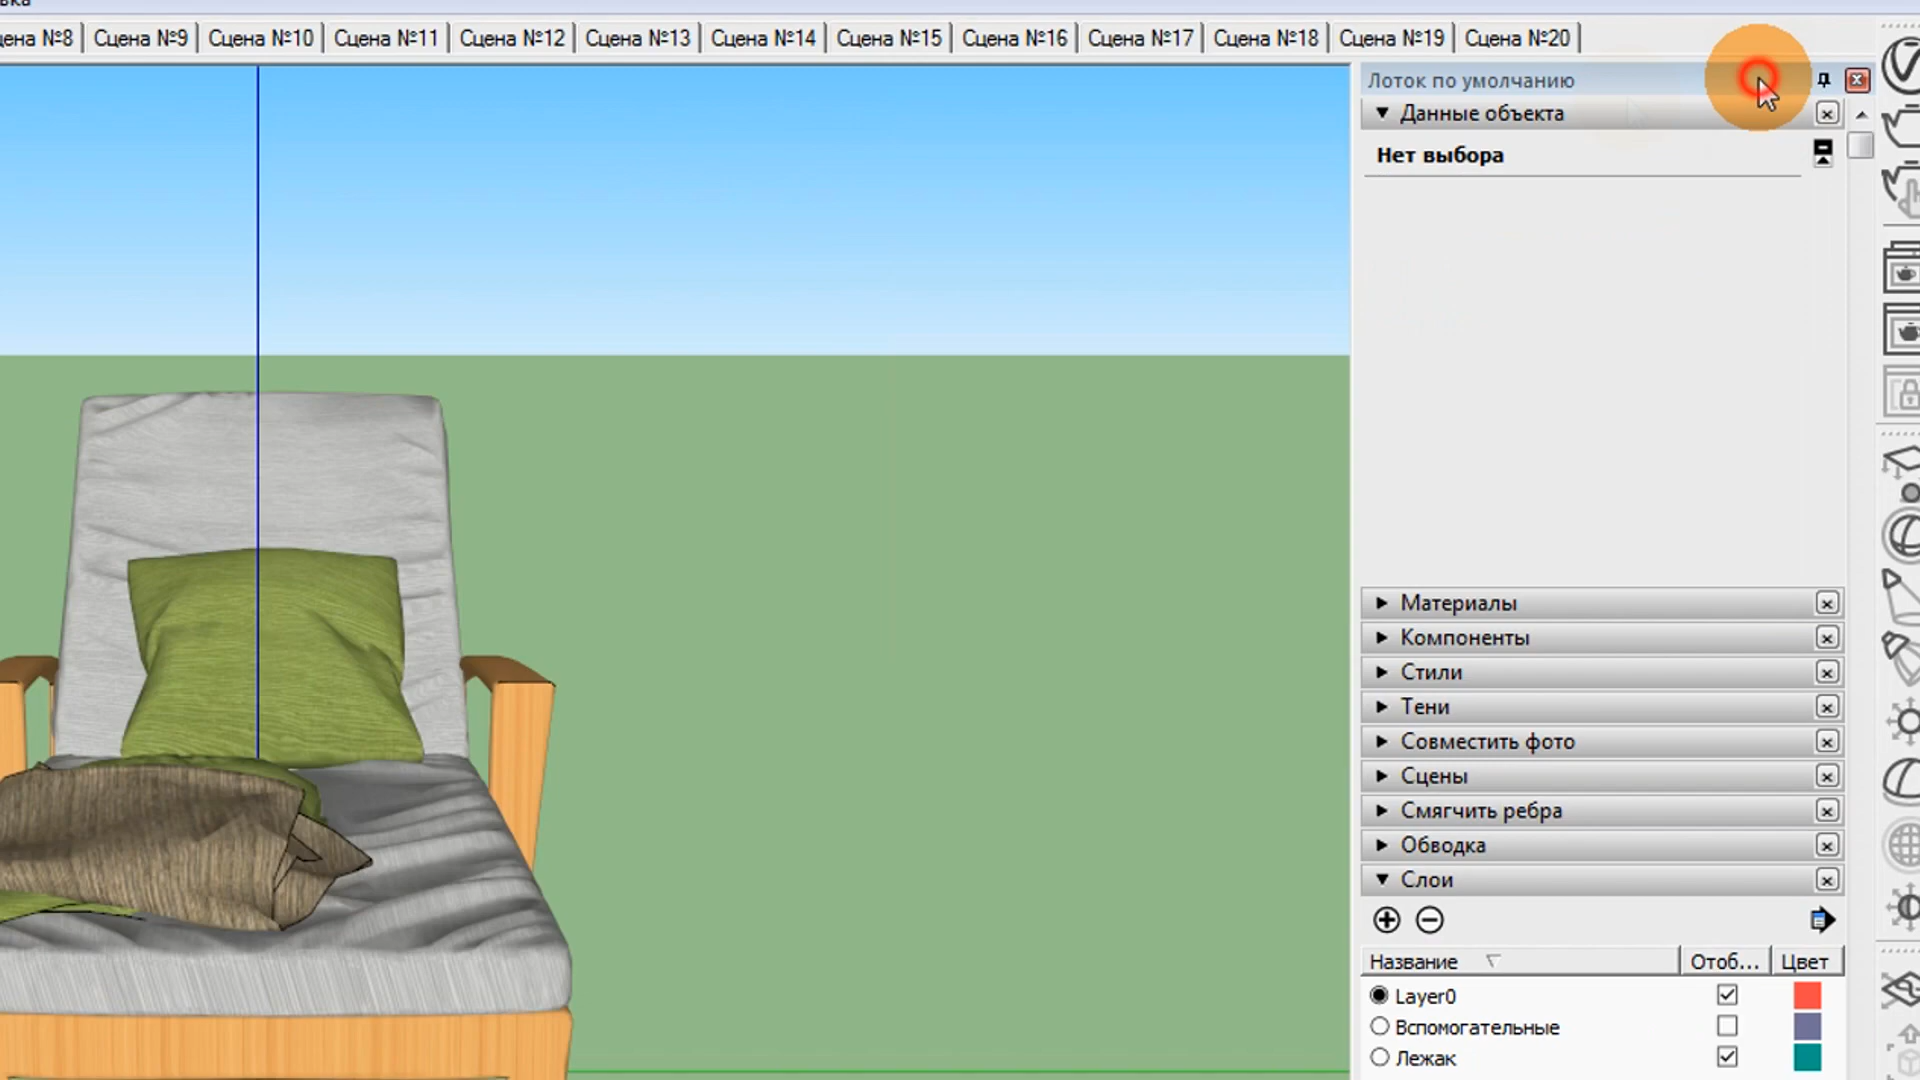 Сцена №9 Сцена №10 Сцена №11 Сцена №12 Сцена №13 Сцена №14 Сцена №15 Сцена №16 Сцена №17 Сцена №18 Сцена №19 Сцена №20
Лоток по умолчанию
Данные объекта
Нет выбора
Материалы
Компоненты
Стили
Тени
Совместить фото
Сцены
Смягчить ребра
Обводка
Слои
Название Отоб... Цвет
Layer0
Вспомогательные
Лежак